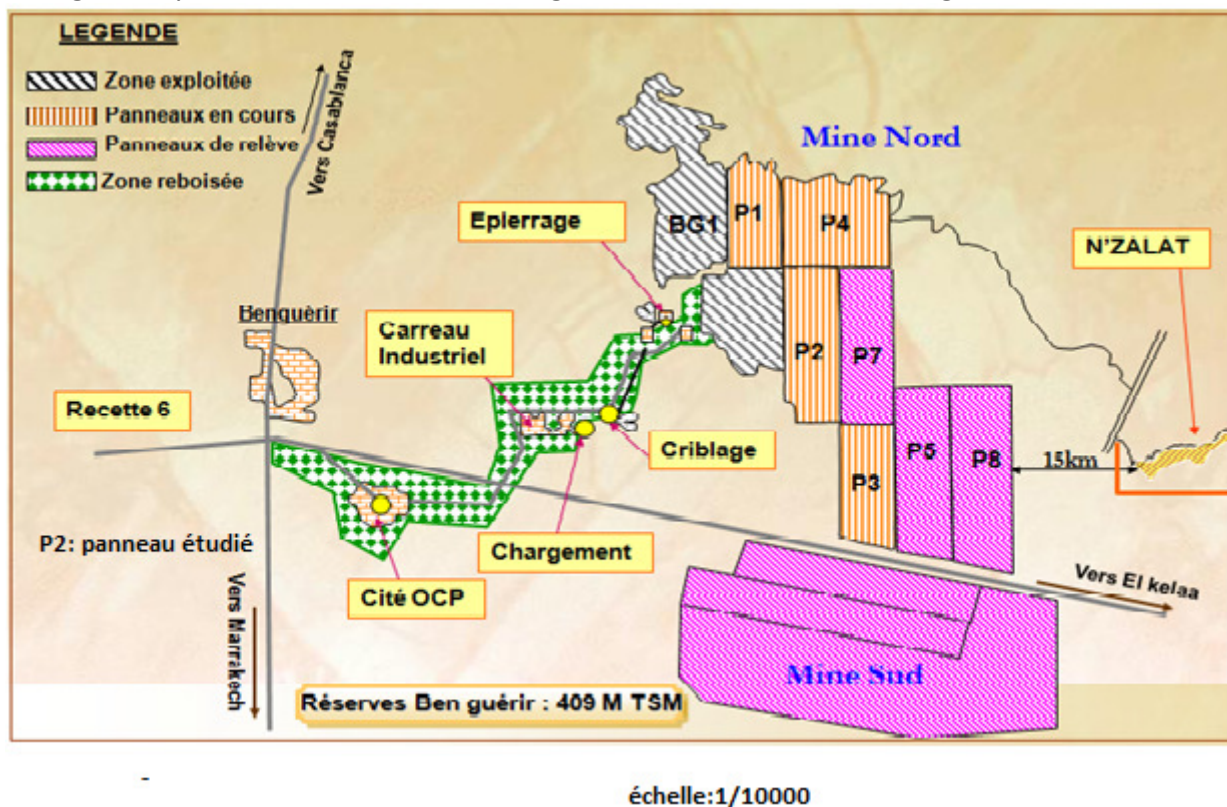 LEGENDE
Zone exploitée
Panneaux en cours
Panneaux de relève
Zone reboisée
Vers Casablanca
Mine Nord
Epierrage
BG1
P1
P4
N'ZALAT
Benguèrir
Carreau
Industriel
P2
P7
Recette 6
Criblage
P5
P8
15km
P3
P2: panneau étudié
Chargement
Cité OCP
Vers El kelaa
Vers Marrakech
Mine Sud
Réserves Ben guérir : 409 M TSM
-
échelle:1/10000